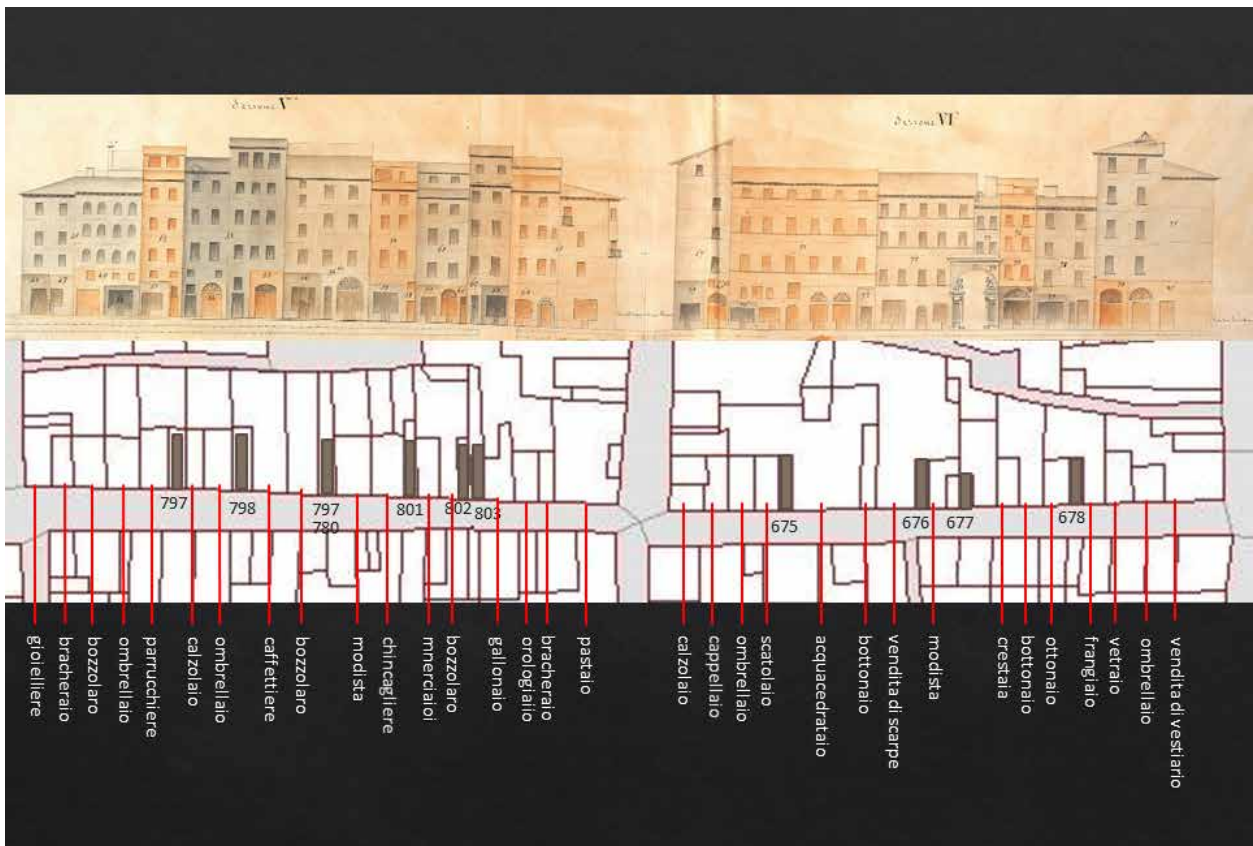 Sezione V
Sezione VI
797
798
797
780
801
802
803
675
676
677
678
gioielliere
bracheraio
bozzolaro
ombrellaio
parrucchiere
calzolaio
ombrellaio
caffettiere
bozzolaro
modista
chincagliere
mnerciaioi
bozzolaro
gallonaio
orologiaiio
bracheraio
pastaio
calzolaio
cappellaio
ombrellaio
scatolaio
acquacedrataio
bottonaio
vendita di scarpe
modista
crestaia
bottonaio
ottonaio
frangiaio
vetraio
ombrellaio
vendita di vestiario